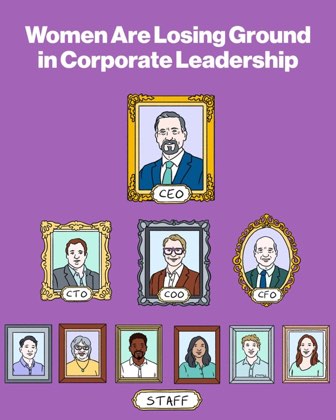 Women Are Losing Ground
in Corporate Leadership
CEO
CTO
COO
CFO
STAFF